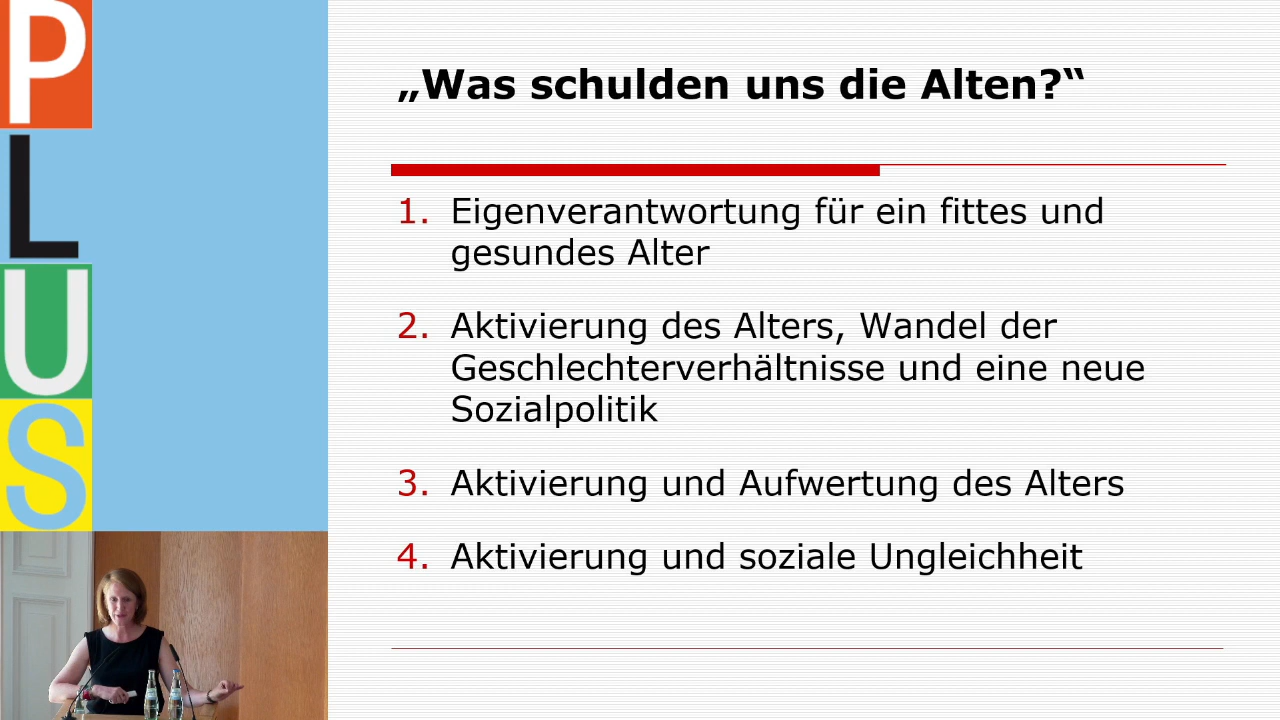 PLUS
„Was schulden uns die Alten?“
1. Eigenverantwortung für ein fittes und
gesundes Alter
2. Aktivierung des Alters, Wandel der
Geschlechterverhältnisse und eine neue
Sozialpolitik
3. Aktivierung und Aufwertung des Alters
4. Aktivierung und soziale Ungleichheit